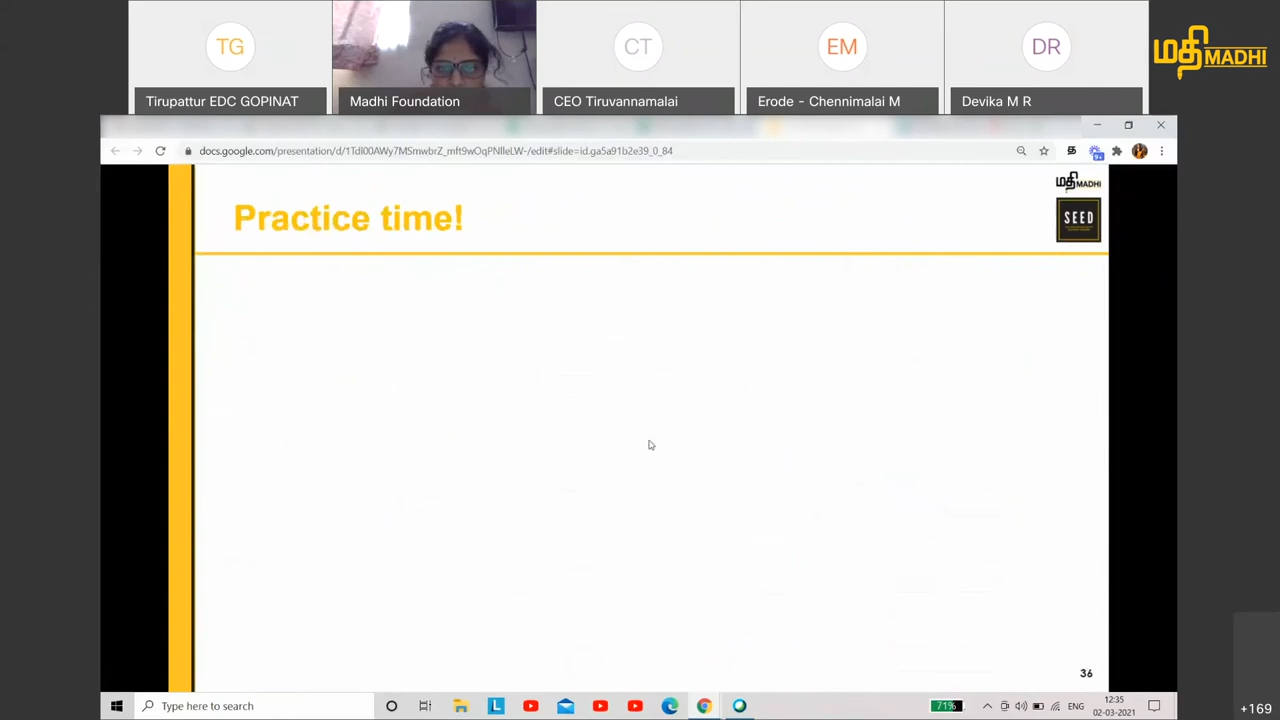 TG
CT
EM
DR
Tirupattur EDC GOPINAT
Madhi Foundation
CEO Tiruvannamalai
Erode - Chennimalai M
Devika M R
மதி MADHI
docs.google.com/presentation/d/1Tdl00AWy7MSmwbrZ_mft9wOqPNlleLW-/edit#slide=id.ga5a91b2e39_0_84
த
9+
மதி MADHI
Practice time!
SEED
36
Type here to search
L
71%
ENG
12:35
02-03-2021
+169